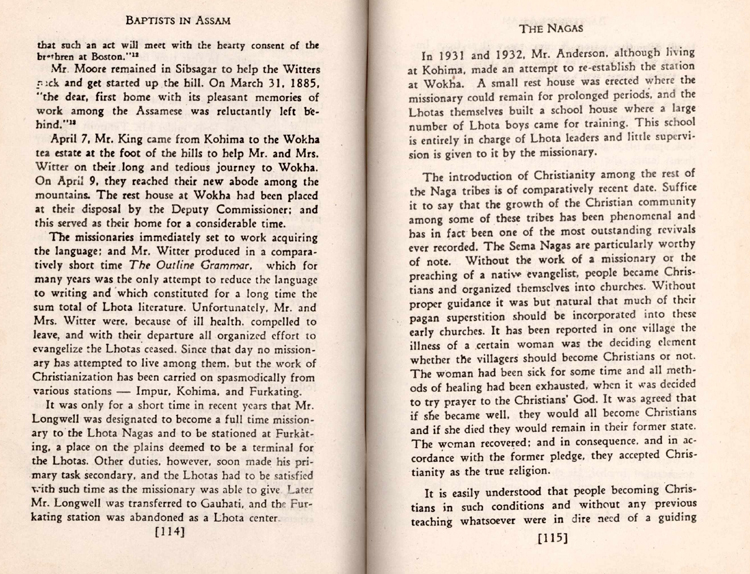 BAPTISTS IN ASSAM
that such an act will meet with the hearty consent of the
brethren at Boston."¹²
Mr. Moore remained in Sibsagar to help the Witters
pack and get started up the hill. On March 31, 1885,
"the dear, first home with its pleasant memories of
work among the Assamese was reluctantly left be-
hind."¹³
April 7, Mr. King came from Kohima to the Wokha
tea estate at the foot of the hills to help Mr. and Mrs.
Witter on their long and tedious journey to Wokha.
On April 9, they reached their new abode among the
mountains. The rest house at Wokha had been placed
at their disposal by the Deputy Commissioner; and
this served as their home for a considerable time.
The missionaries immediately set to work acquiring
the language; and Mr. Witter produced in a compara-
tively short time The Outline Grammar, which for
many years was the only attempt to reduce the language
to writing and which constituted for a long time the
sum total of Lhota literature. Unfortunately, Mr. and
Mrs. Witter were, because of ill health, compelled to
leave, and with their departure all organized effort to
evangelize the Lhotas ceased. Since that day no mission-
ary has attempted to live among them, but the work of
Christianization has been carried on spasmodically from
various stations — Impur, Kohima, and Furkating.
It was only for a short time in recent years that Mr.
Longwell was designated to become a full time mission-
ary to the Lhota Nagas and to be stationed at Furkat-
ing, a place on the plains deemed to be a terminal for
the Lhotas. Other duties, however, soon made his pri-
mary task secondary, and the Lhotas had to be satisfied
with such time as the missionary was able to give. Later
Mr. Longwell was transferred to Gauhati, and the Fur-
kating station was abandoned as a Lhota center.
[114]
THE NAGAS
In 1931 and 1932, Mr. Anderson, although living
at Kohima, made an attempt to re-establish the station
at Wokha. A small rest house was erected where the
missionary could remain for prolonged periods, and the
Lhotas themselves built a school house where a large
number of Lhota boys came for training. This school
is entirely in charge of Lhota leaders and little supervi-
sion is given to it by the missionary.
The introduction of Christianity among the rest of
the Naga tribes is of comparatively recent date. Suffice
it to say that the growth of the Christian community
among some of these tribes has been phenomenal and
has in fact been one of the most outstanding revivals
ever recorded. The Sema Nagas are particularly worthy
of note. Without the work of a missionary or the
preaching of a native evangelist, people became Chris-
tians and organized themselves into churches. Without
proper guidance it was but natural that much of their
pagan superstition should be incorporated into these
early churches. It has been reported in one village the
illness of a certain woman was the deciding element
whether the villagers should become Christians or not.
The woman had been sick for some time and all meth-
ods of healing had been exhausted, when it was decided
to try prayer to the Christians' God. It was agreed that
if she became well, they would all become Christians
and if she died they would remain in their former state.
The woman recovered; and in consequence, and in ac-
cordance with the former pledge, they accepted Chris-
tianity as the true religion.
It is easily understood that people becoming Chris-
tians in such conditions and without any previous
teaching whatsoever were in dire need of a guiding
[115]